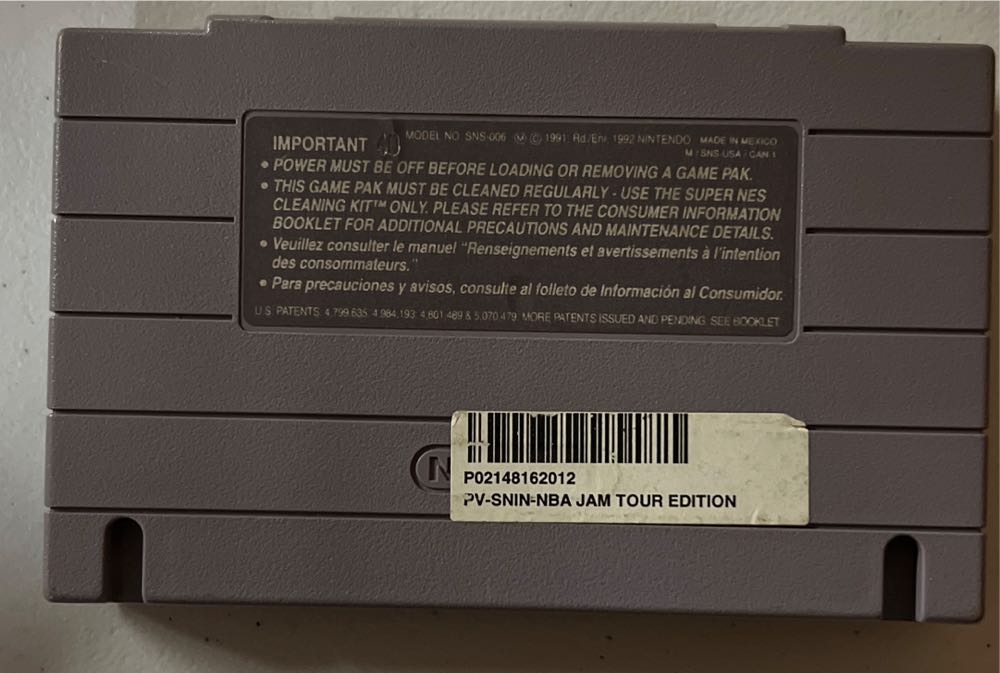 IMPORTANT
MODEL NO. SNS-006 Ⓜ © 1991, Rd./Enr. 1992 NINTENDO MADE IN MEXICO
M / SNS-USA / CAN-1
• POWER MUST BE OFF BEFORE LOADING OR REMOVING A GAME PAK.
• THIS GAME PAK MUST BE CLEANED REGULARLY - USE THE SUPER NES
CLEANING KIT™ ONLY. PLEASE REFER TO THE CONSUMER INFORMATION
BOOKLET FOR ADDITIONAL PRECAUTIONS AND MAINTENANCE DETAILS.
• Veuillez consulter le manuel "Renseignements et avertissements à l'intention
des consommateurs."
• Para precauciones y avisos, consulte al folleto de Información al Consumidor.
U.S. PATENTS 4,799,635 4,984,193 4,601,469 & 5,070,479. MORE PATENTS ISSUED AND PENDING. SEE BOOKLET
N
P02148162012
PV-SNIN-NBA JAM TOUR EDITION